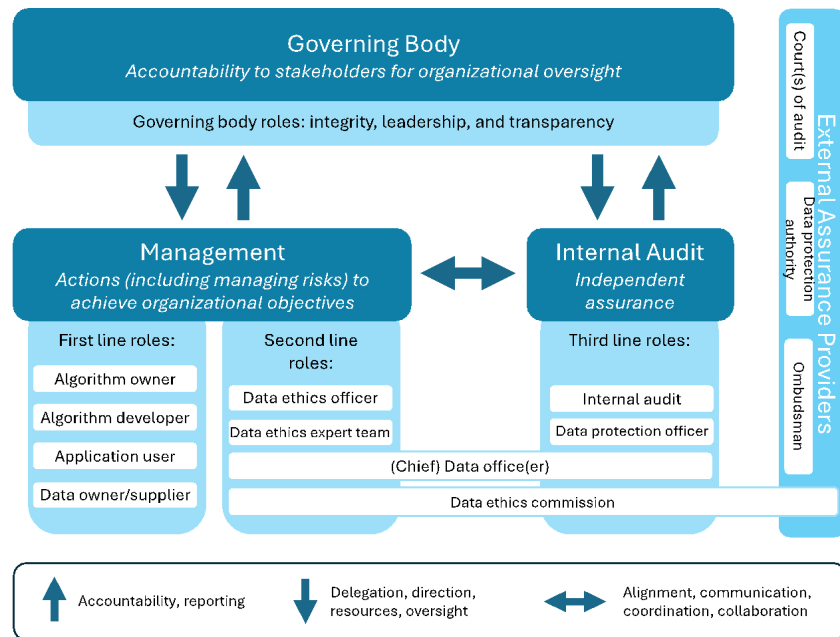 Governing Body
Accountability to stakeholders for organizational oversight
Governing body roles: integrity, leadership, and transparency
Management
Actions (including managing risks) to
achieve organizational objectives
Internal Audit
Independent
assurance
First line roles:
Algorithm owner
Algorithm developer
Application user
Data owner/supplier
Second line
roles:
Data ethics officer
Data ethics expert team
Third line roles:
Internal audit
Data protection officer
(Chief) Data office(er)
Data ethics commission
External Assurance Providers
Court(s) of audit
Data protection
authority
Ombudsman
Accountability, reporting
Delegation, direction,
resources, oversight
Alignment, communication,
coordination, collaboration